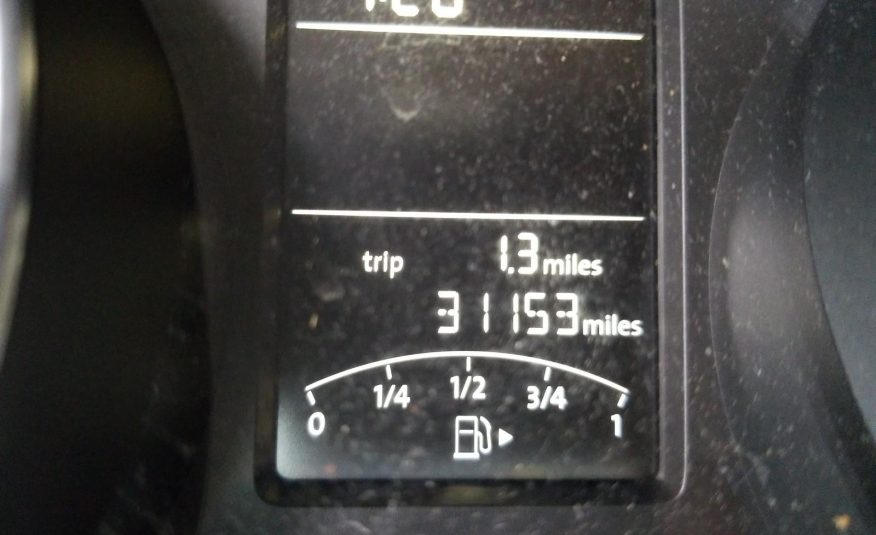 trip 1.3 miles
31153 miles
0 1/4 1/2 3/4 1